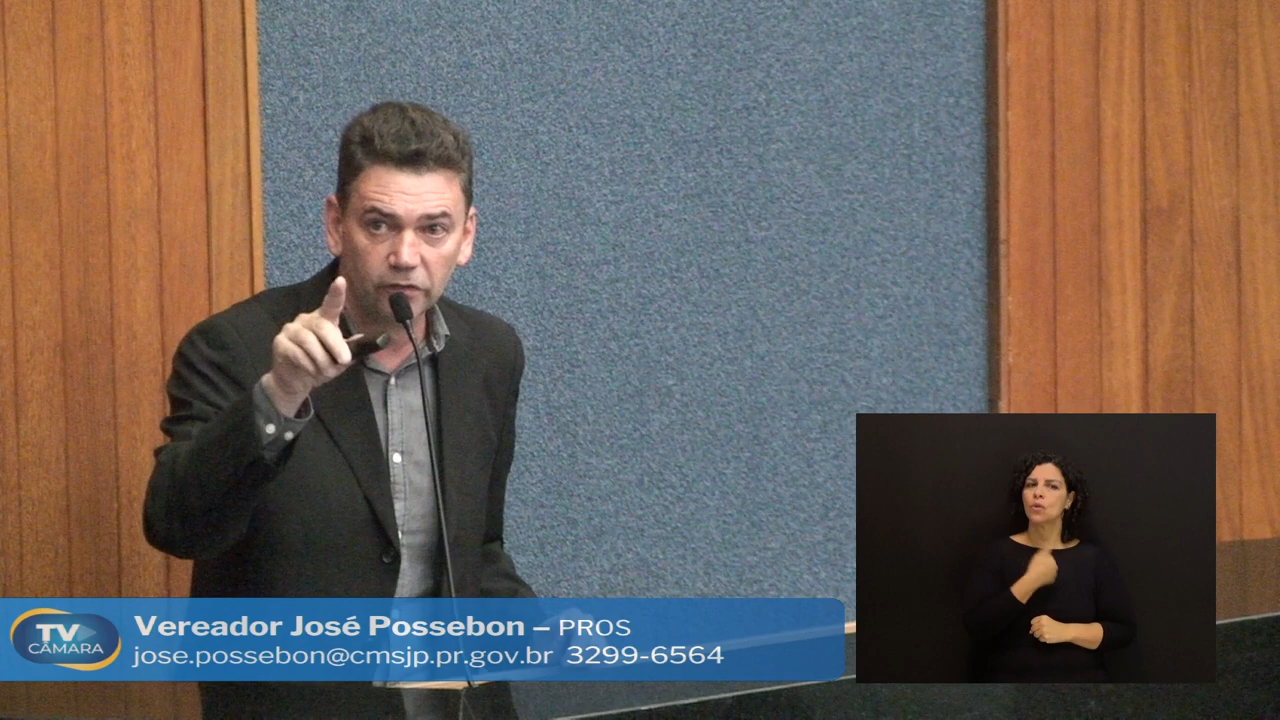 TV
CÂMARA
Vereador José Possebon – PROS
jose.possebon@cmsjp.pr.gov.br 3299-6564